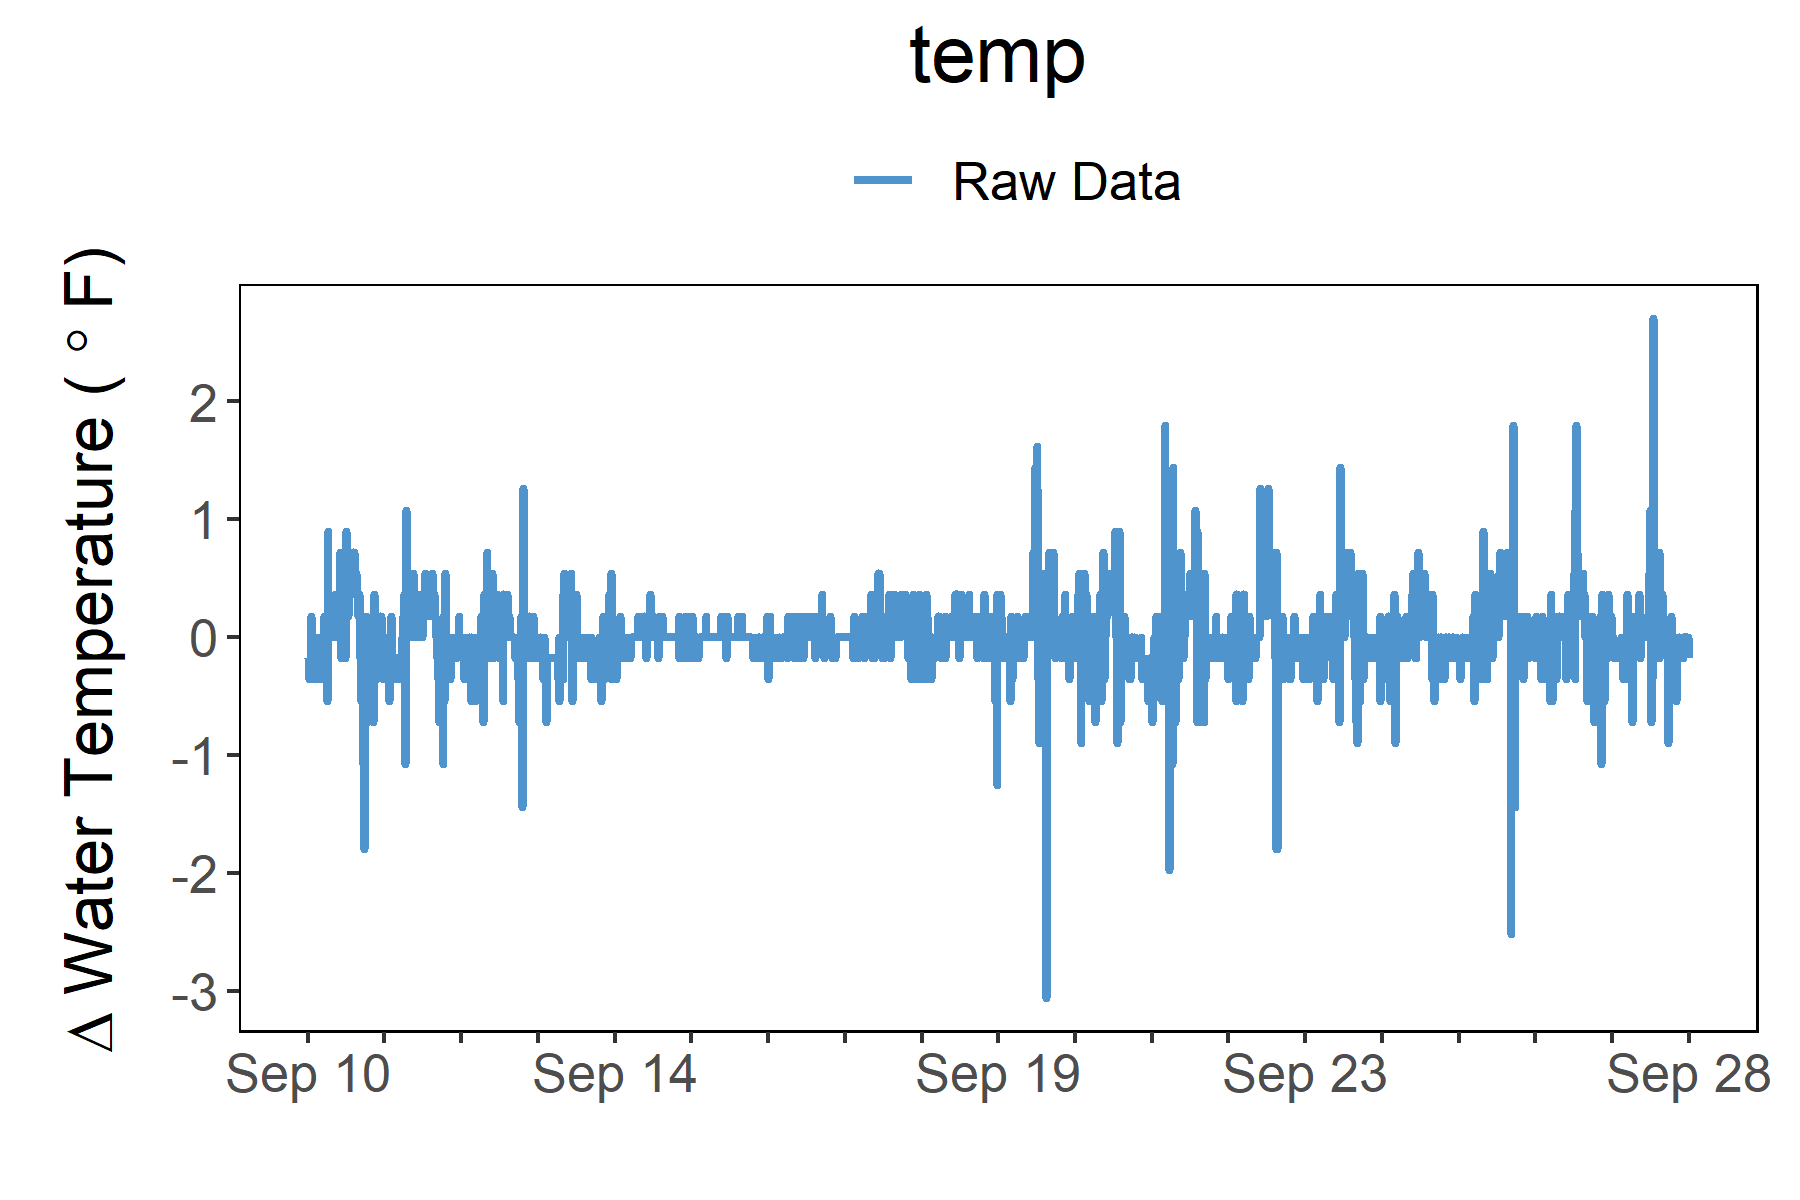 temp
Raw Data
Δ Water Temperature ( ° F)
2
1
0
-1
-2
-3
Sep 10 Sep 14 Sep 19 Sep 23 Sep 28